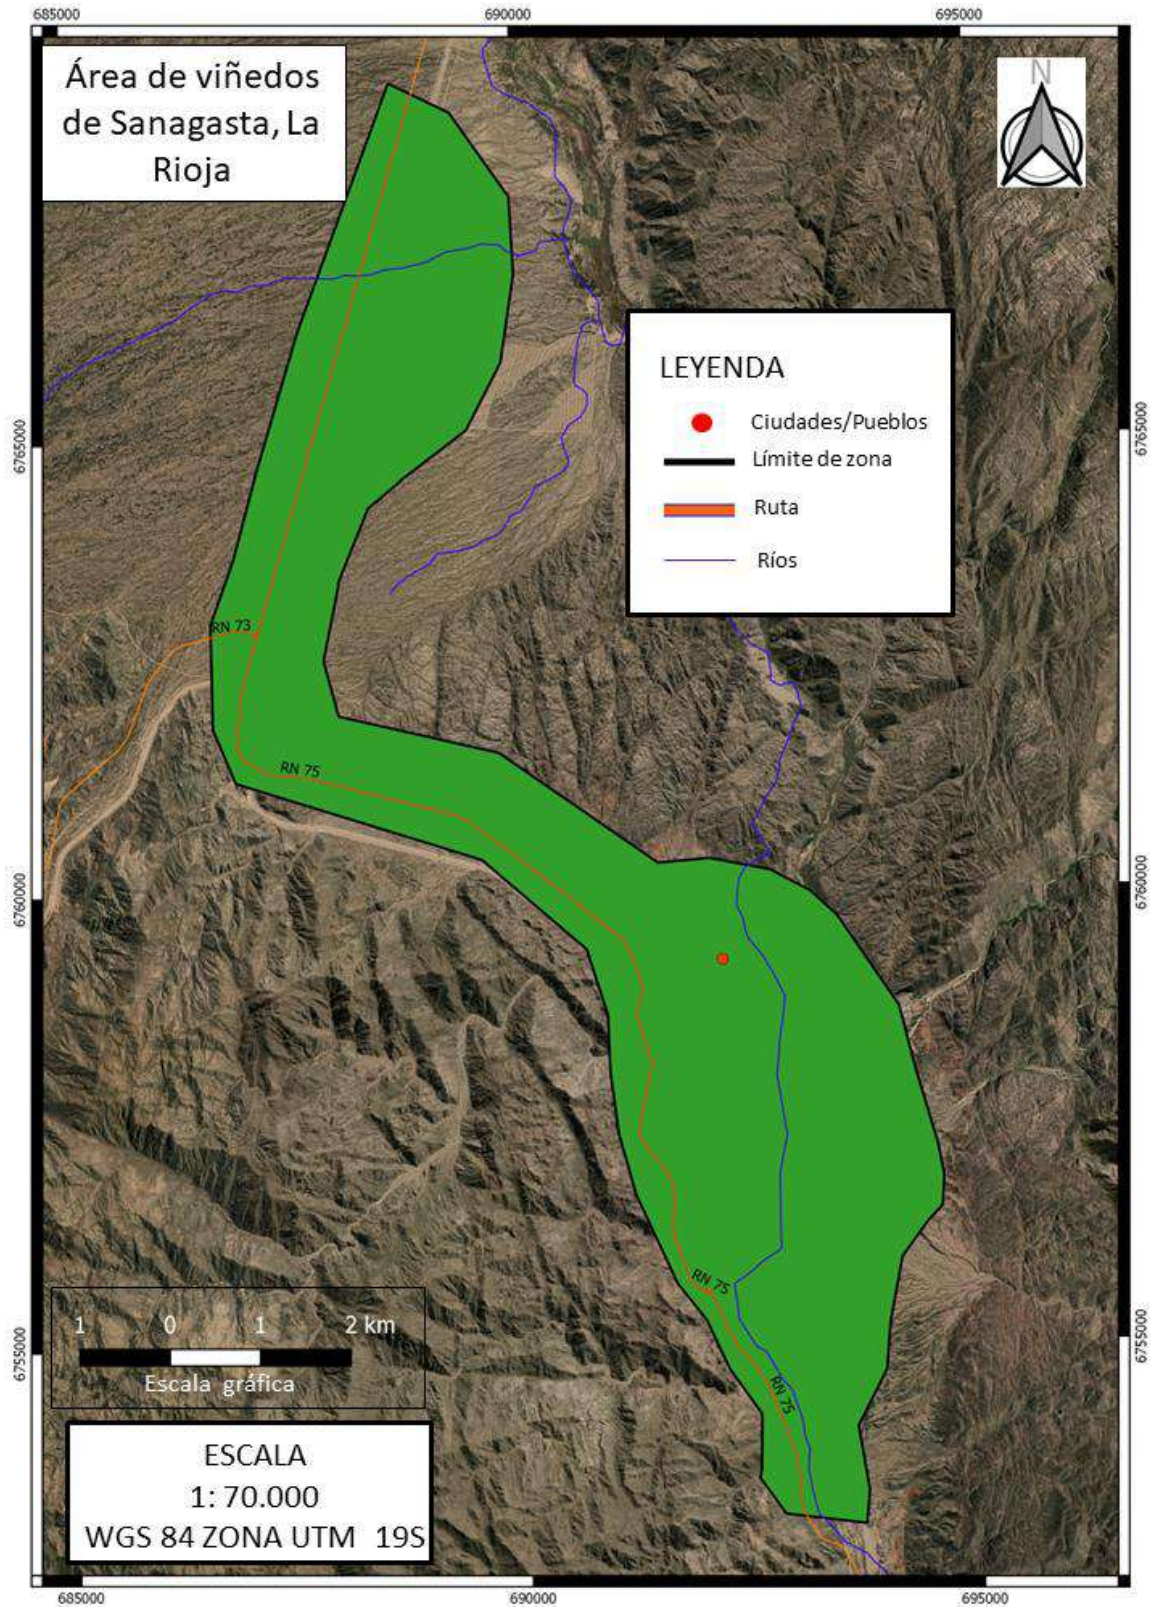 685000
690000
695000
Área de viñedos
de Sanagasta, La
Rioja
N
LEYENDA
Ciudades/Pueblos
Límite de zona
Ruta
Ríos
6765000
6765000
RN 73
RN 75
6760000
6760000
RN 75
RN 75
6755000
6755000
1 0 1 2 km
Escala gráfica
ESCALA
1: 70.000
WGS 84 ZONA UTM 19S
685000
690000
695000